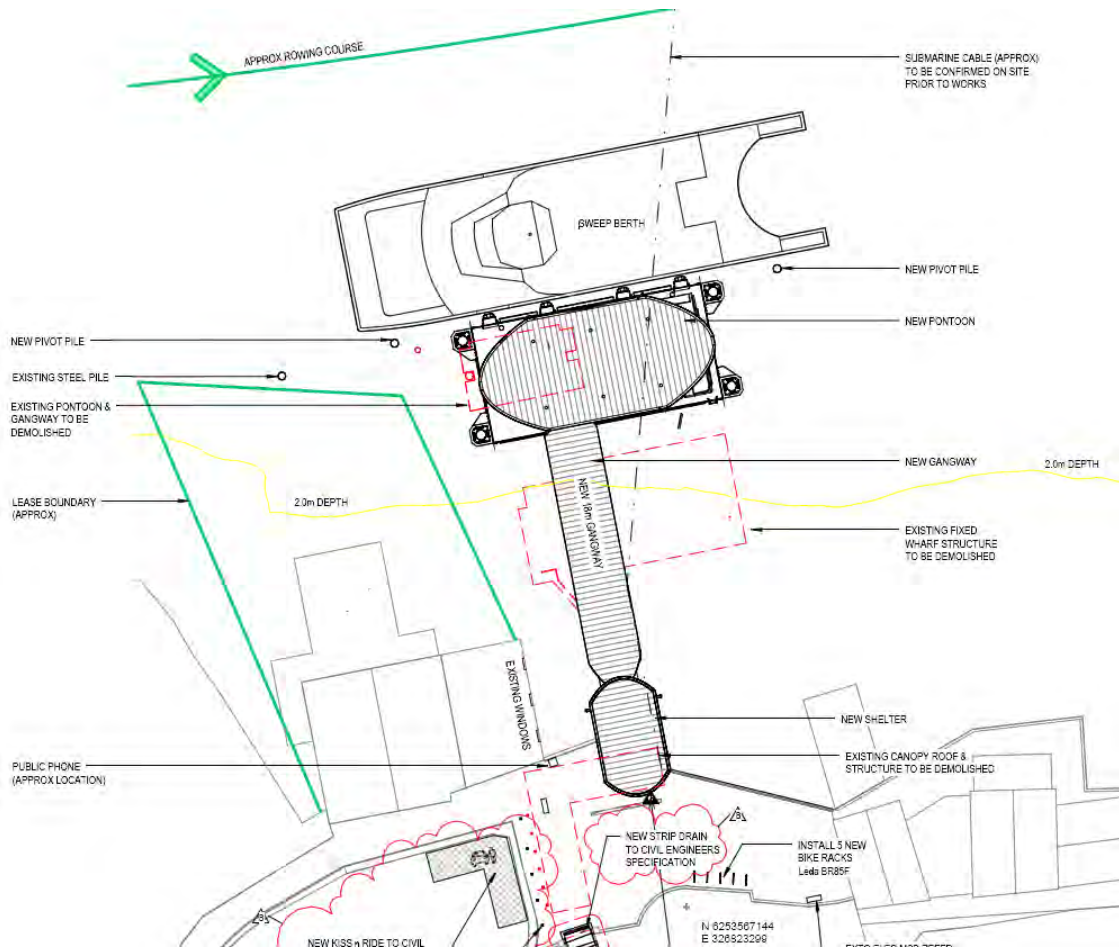 APPROX ROWING COURSE
SUBMARINE CABLE (APPROX)
TO BE CONFIRMED ON SITE
PRIOR TO WORKS
SWEEP BERTH
NEW PIVOT PILE
NEW PONTOON
NEW PIVOT PILE
EXISTING STEEL PILE
EXISTING PONTOON &
GANGWAY TO BE
DEMOLISHED
NEW GANGWAY
2.0m DEPTH
LEASE BOUNDARY
(APPROX)
2.0m DEPTH
NEW 18m GANGWAY
EXISTING FIXED
WHARF STRUCTURE
TO BE DEMOLISHED
EXISTING WINDOWS
NEW SHELTER
PUBLIC PHONE
(APPROX LOCATION)
EXISTING CANOPY ROOF &
STRUCTURE TO BE DEMOLISHED
B
NEW STRIP DRAIN
TO CIVIL ENGINEERS
SPECIFICATION
INSTALL 5 NEW
BIKE RACKS
Leda BR85F
B
N 6253567144
E 326823299
NEW KISS n RIDE TO CIVIL